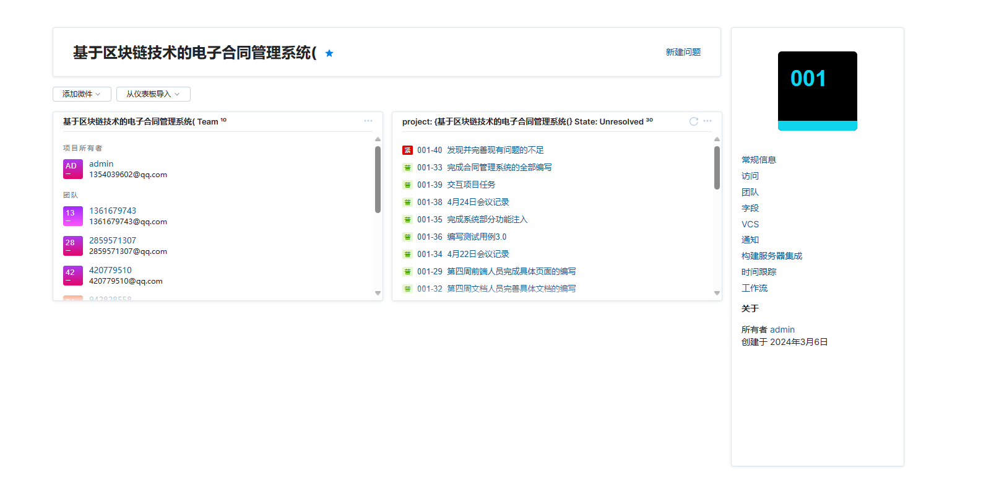 基于区块链技术的电子合同管理系统(
新建问题
添加微件
从仪表板导入
基于区块链技术的电子合同管理系统( Team 10
项目所有者
AD
admin
1354039602@qq.com
团队
13
1361679743
1361679743@qq.com
28
2859571307
2859571307@qq.com
42
420779510
420779510@qq.com
942828558
project: {基于区块链技术的电子合同管理系统(} State: Unresolved 30
紧 001-40 发现并完善现有问题的不足
普 001-33 完成合同管理系统的全部编写
普 001-39 交互项目任务
普 001-38 4月24日会议记录
普 001-35 完成系统部分功能注入
普 001-36 编写测试用例3.0
普 001-34 4月22日会议记录
普 001-29 第四周前端人员完成具体页面的编写
普 001-32 第四周文档人员完善具体文档的编写
001
常规信息
访问
团队
字段
VCS
通知
构建服务器集成
时间跟踪
工作流
关于
所有者 admin
创建于 2024年3月6日